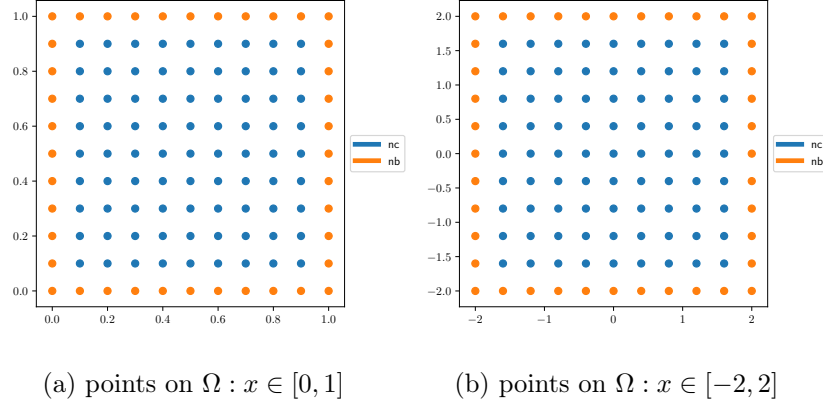 1.0
0.8
0.6
0.4
0.2
0.0
0.0 0.2 0.4 0.6 0.8 1.0
nc
nb
2.0
1.5
1.0
0.5
0.0
−0.5
−1.0
−1.5
−2.0
−2 −1 0 1 2
nc
nb
(a) points on Ω : x ∈ [0, 1]
(b) points on Ω : x ∈ [−2, 2]